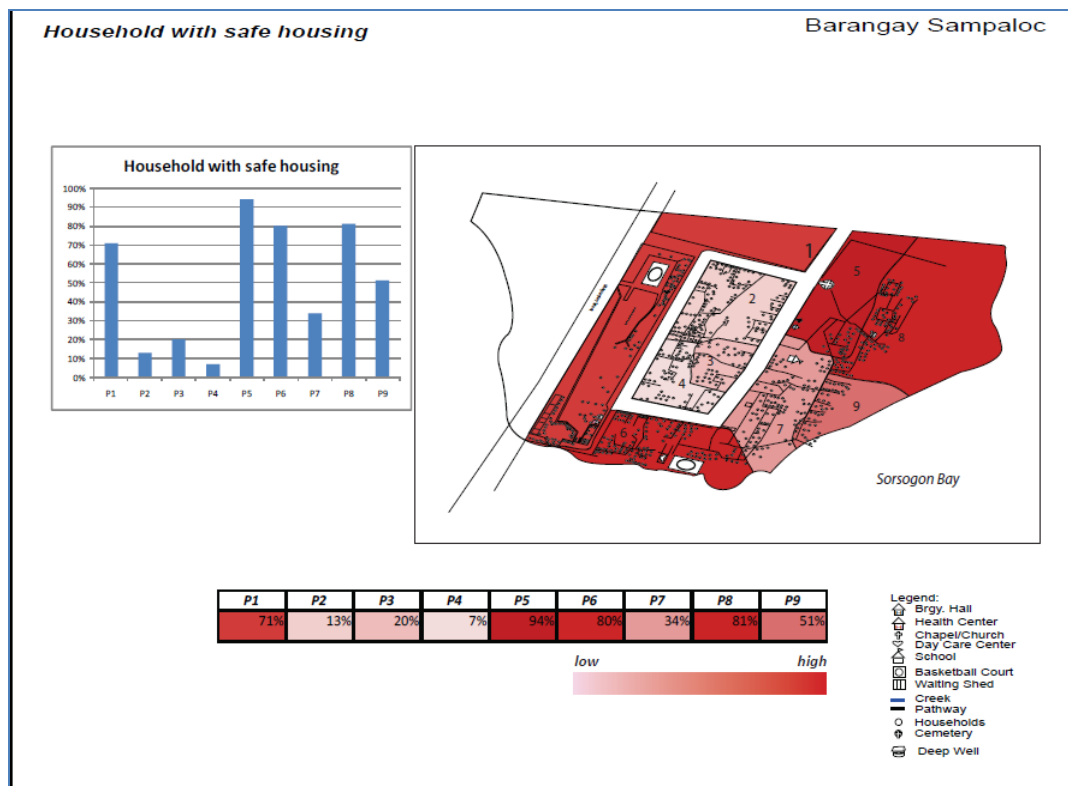 Household with safe housing
Barangay Sampaloc
Household with safe housing
100%
90%
80%
70%
60%
50%
40%
30%
20%
10%
0%
P1 P2 P3 P4 P5 P6 P7 P8 P9
1
2
3
4
5
6
7
8
9
Sorsogon Bay
P1 P2 P3 P4 P5 P6 P7 P8 P9
71% 13% 20% 7% 94% 80% 34% 81% 51%
low high
Legend:
Brgy. Hall
Health Center
Chapel/Church
Day Care Center
School
Basketball Court
Waiting Shed
Creek
Pathway
Households
Cemetery
Deep Well